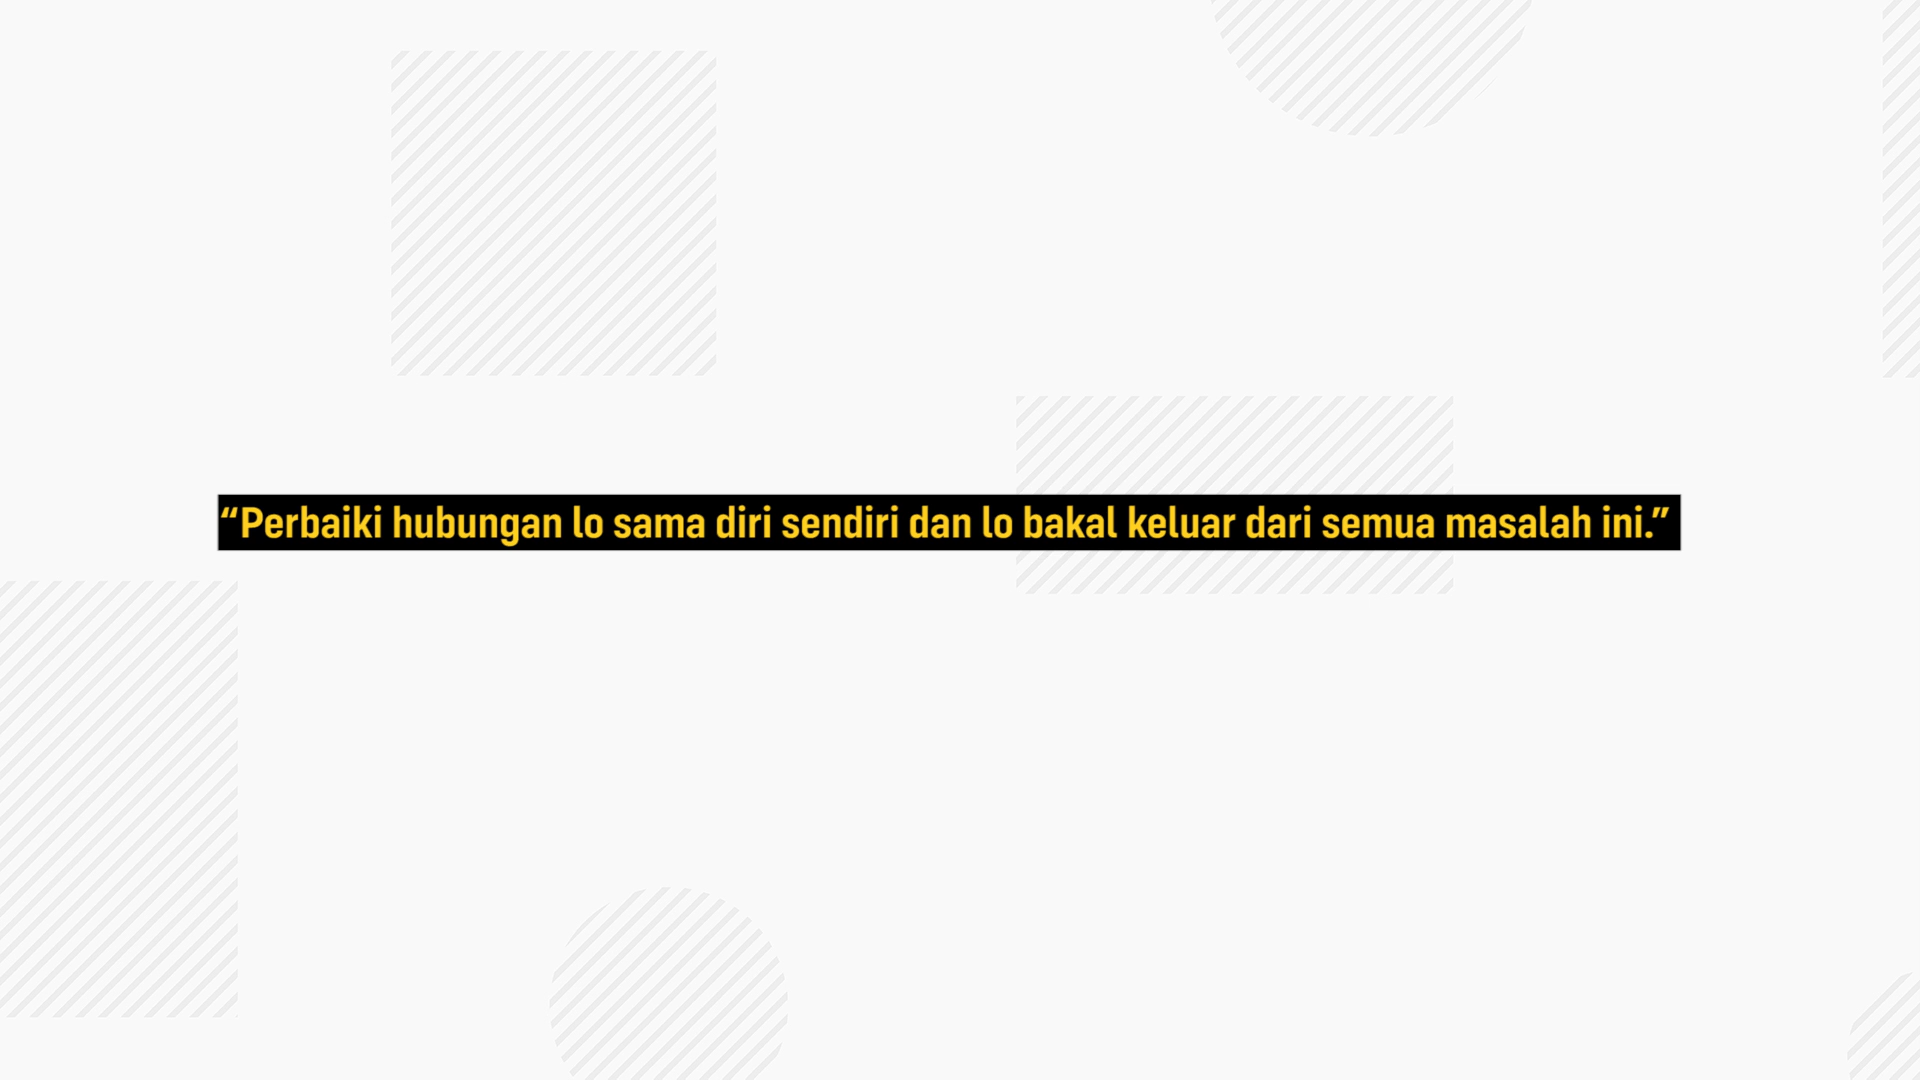 “Perbaiki hubungan lo sama diri sendiri dan lo bakal keluar dari semua masalah ini.”